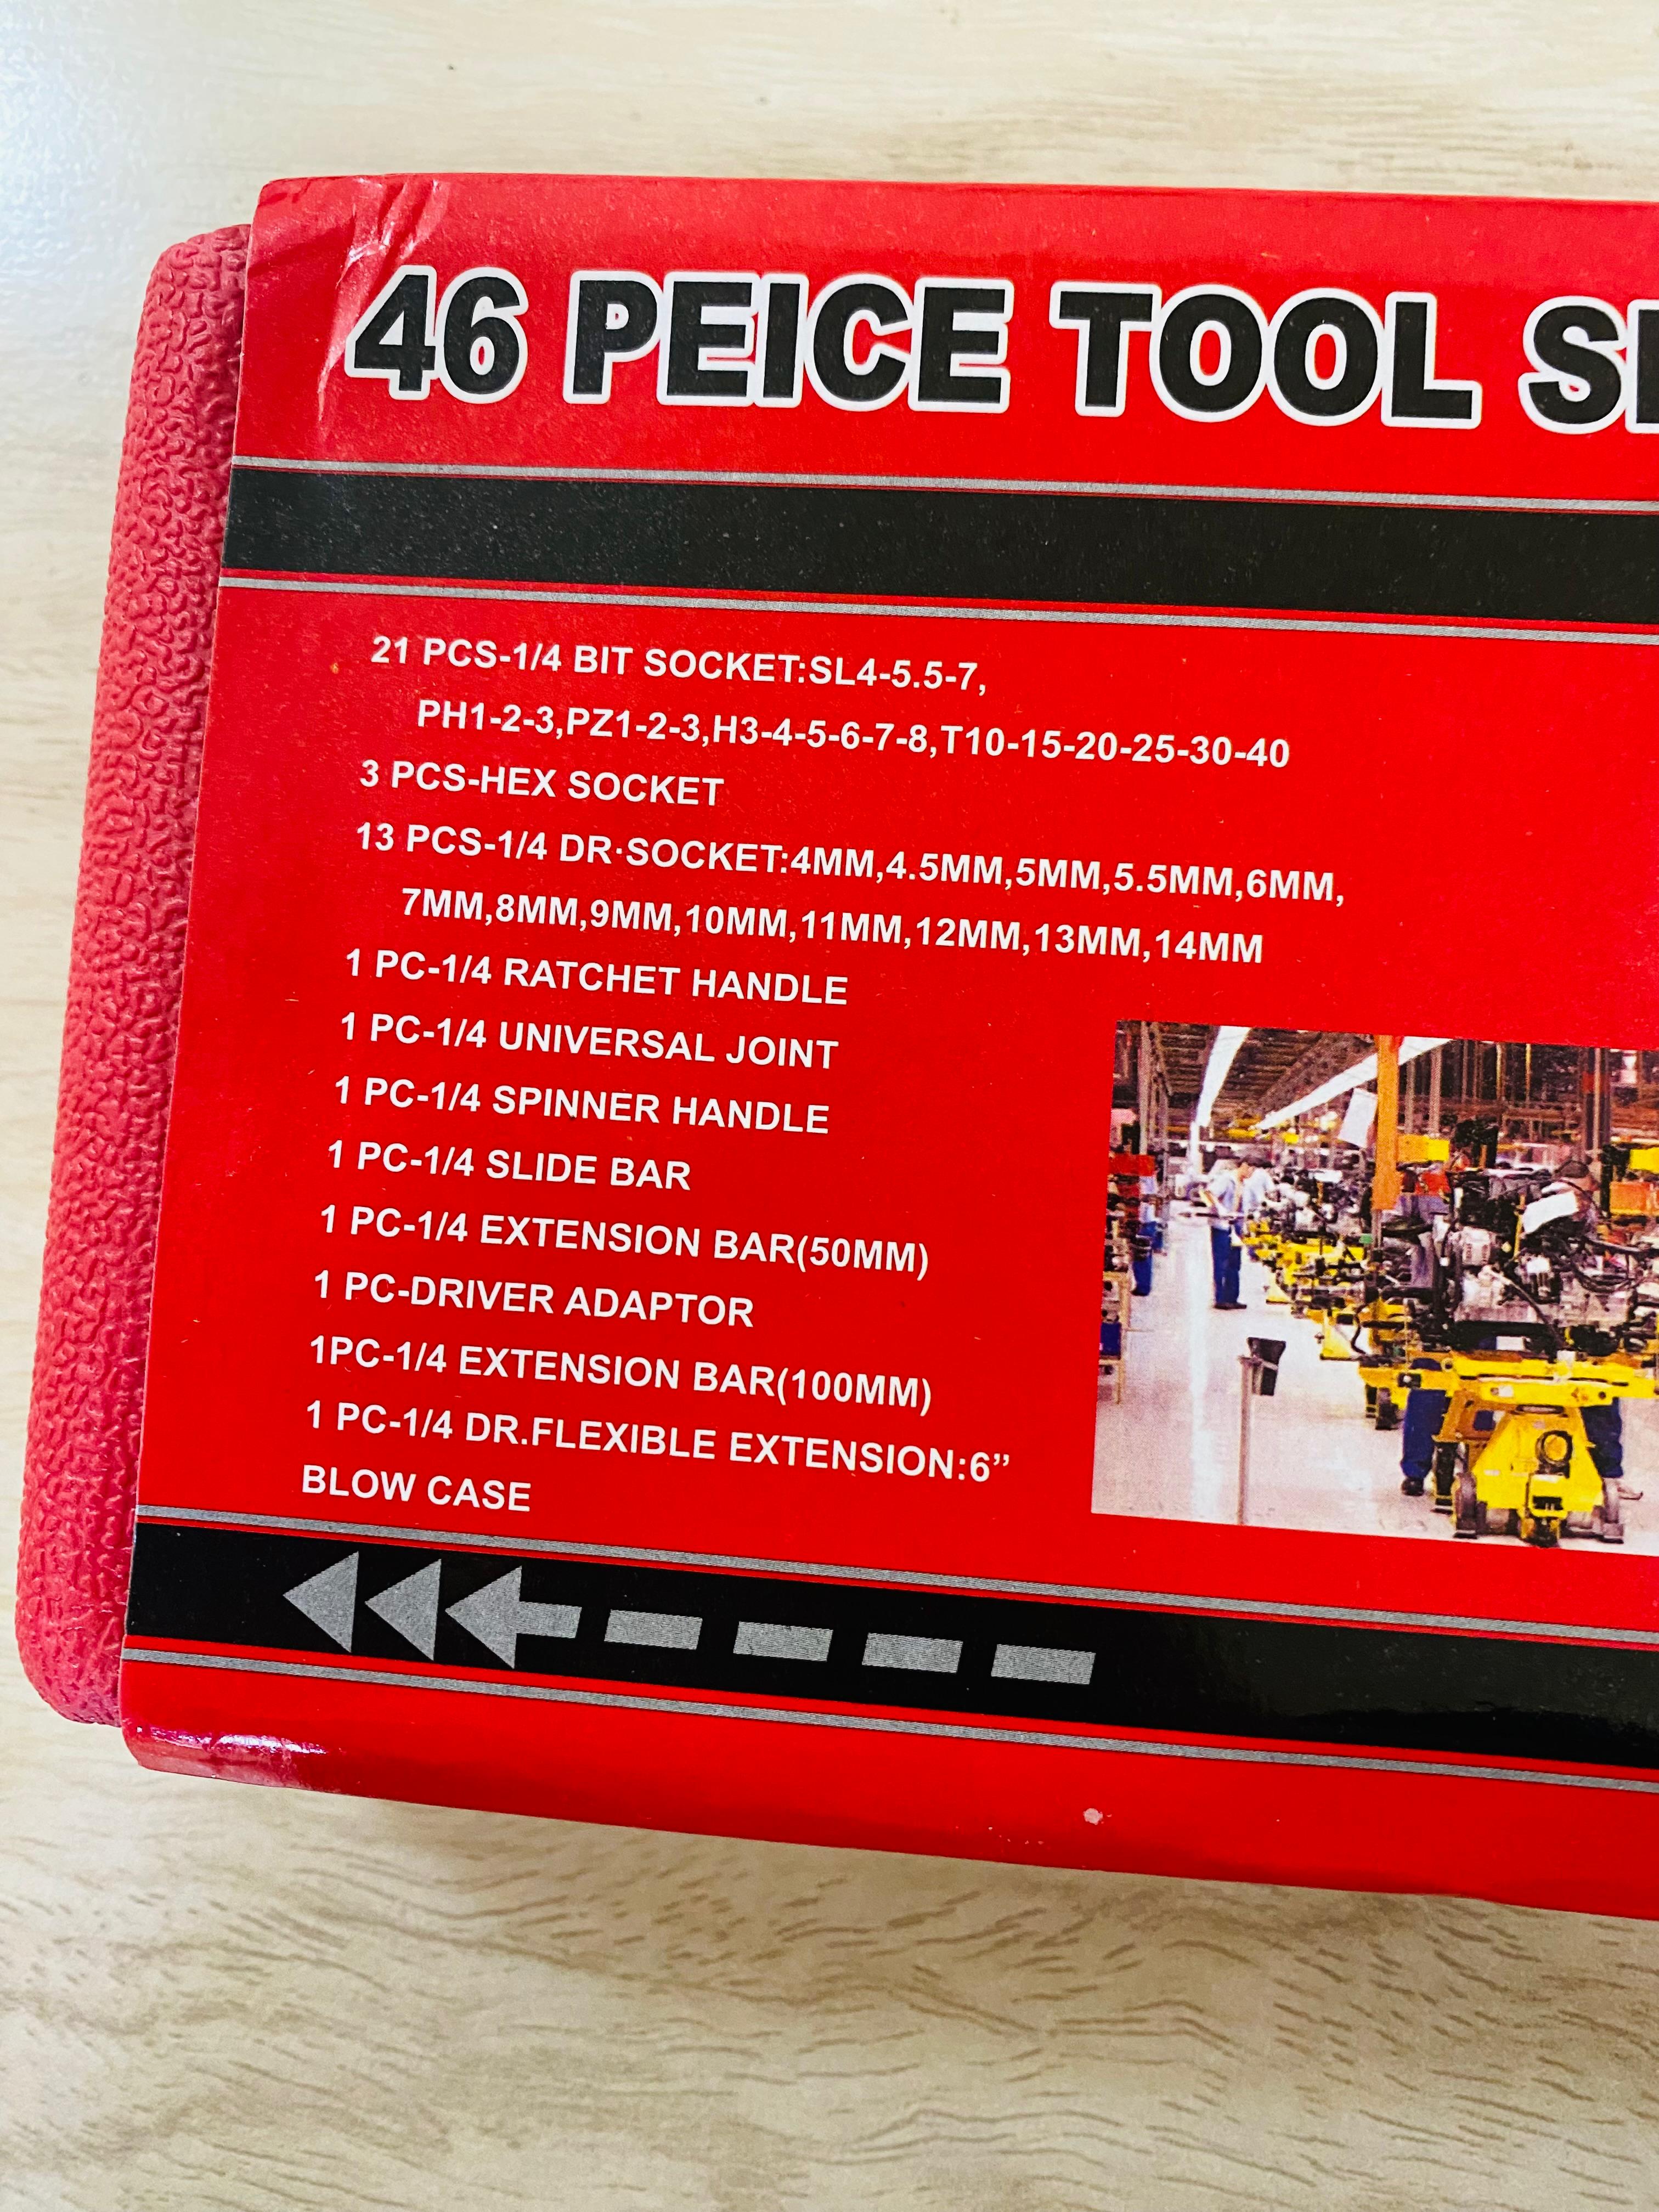 46 PEICE TOOL
21 PCS-1/4 BIT SOCKET:SL4-5.5-7,
PH1-2-3,PZ1-2-3,H3-4-5-6-7-8,T10-15-20-25-30-40
3 PCS-HEX SOCKET
13 PCS-1/4 DR·SOCKET:4MM,4.5MM,5MM,5.5MM,6MM,
7MM,8MM,9MM,10MM,11MM,12MM,13MM,14MM
1 PC-1/4 RATCHET HANDLE
1 PC-1/4 UNIVERSAL JOINT
1 PC-1/4 SPINNER HANDLE
1 PC-1/4 SLIDE BAR
1 PC-1/4 EXTENSION BAR(50MM)
1 PC-DRIVER ADAPTOR
1PC-1/4 EXTENSION BAR(100MM)
1 PC-1/4 DR.FLEXIBLE EXTENSION:6”
BLOW CASE